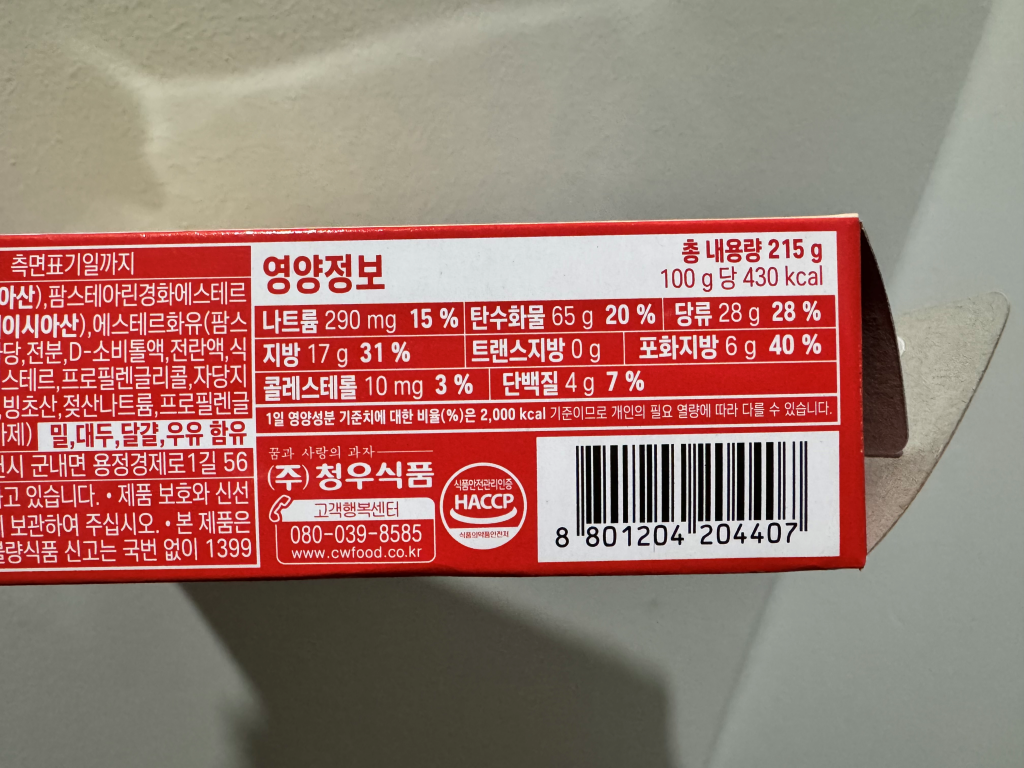 측면표기일까지
아산),팜스테아린경화에스테르
이시아산),에스테르화유(팜스
당,전분,D-소비톨액,전란액,식
스테르,프로필렌글리콜,자당지
,빙초산,젖산나트륨,프로필렌글
제) 밀,대두,달걀,우유 함유
시 군내면 용정경제로1길 56
고 있습니다. • 제품 보호와 신선
보관하여 주십시오. • 본 제품은
불량식품 신고는 국번 없이 1399
영양정보
총 내용량 215 g
100 g 당 430 kcal
나트륨 290 mg 15 % 탄수화물 65 g 20 % 당류 28 g 28 %
지방 17 g 31 % 트랜스지방 0 g 포화지방 6 g 40 %
콜레스테롤 10 mg 3 % 단백질 4 g 7 %
1일 영양성분 기준치에 대한 비율(%)은 2,000 kcal 기준이므로 개인의 필요 열량에 따라 다를 수 있습니다.
꿈과 사랑의 과자
(주) 청우식품
고객행복센터
080-039-8585
www.cwfood.co.kr
식품안전관리인증
HACCP
식품의약품안전처
8 801204 204407